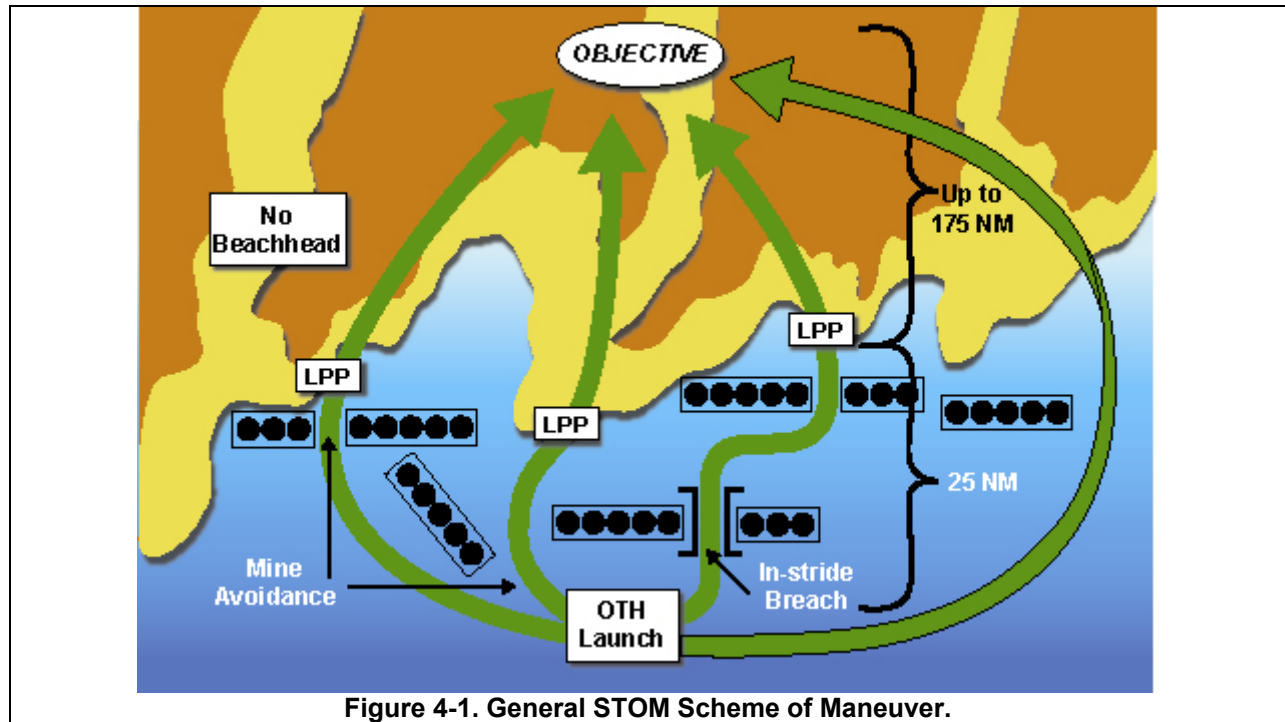 OBJECTIVE
No
Beachhead
Up to
175 NM
LPP
LPP
LPP
25 NM
Mine
Avoidance
In-stride
Breach
OTH
Launch
Figure 4-1. General STOM Scheme of Maneuver.